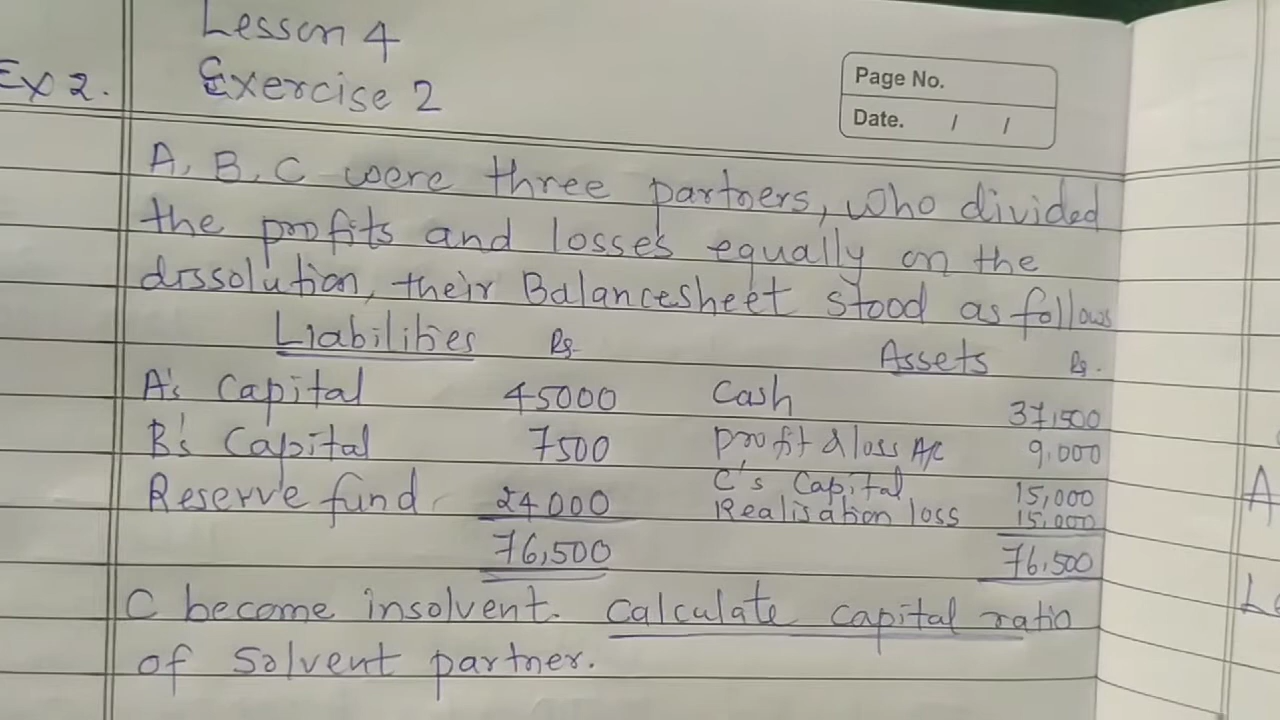 Lesson 4
Ex 2. Exercise 2
Page No.
Date. / /
A, B, C were three partners, who divided
the profits and losses equally on the
dissolution, their Balancesheet stood as follows
Liabilities Rs. Assets Rs.
A's Capital 45000 Cash 37,500
B's Capital 7500 profit & loss A/c 9,000
Reserve fund 24000 C's Capital 15,000
Realisation loss 15,000
76,500 76,500
C become insolvent. Calculate capital ratio
of solvent partner.
A